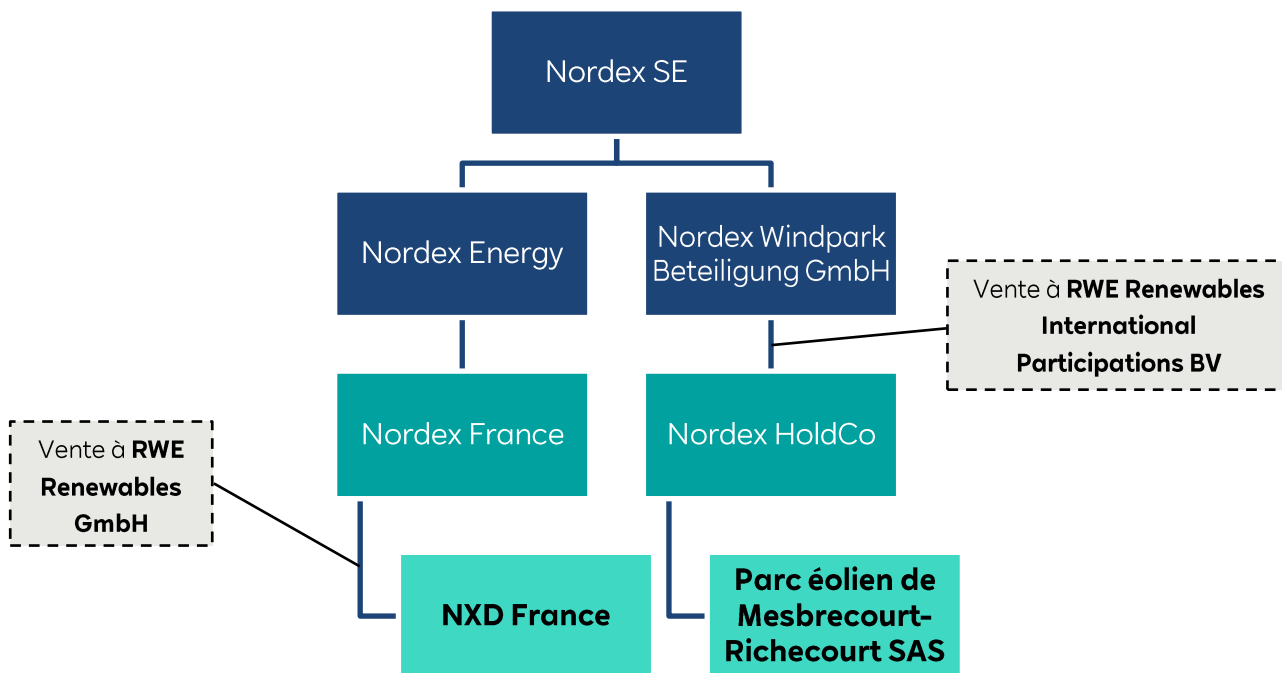 Nordex SE
Nordex Energy
Nordex Windpark
Beteiligung GmbH
Vente à RWE Renewables
International
Participations BV
Nordex France
Nordex HoldCo
Vente à RWE
Renewables
GmbH
NXD France
Parc éolien de
Mesbrecourt-
Richecourt SAS